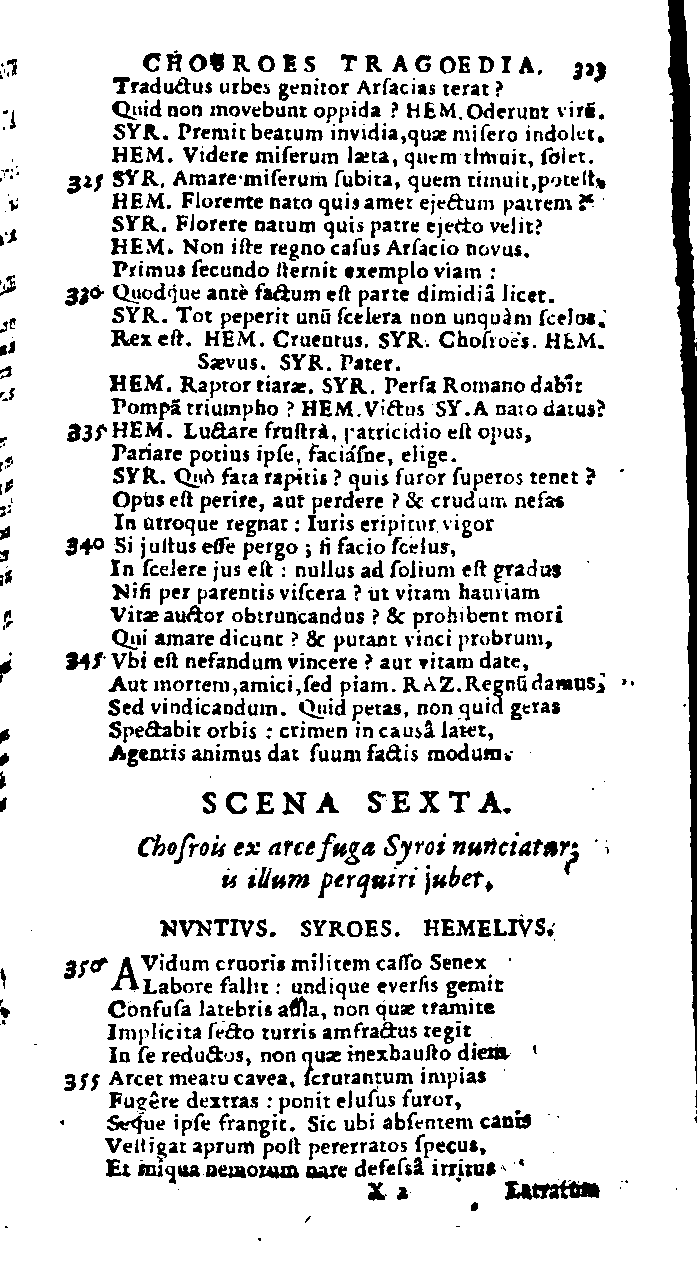 CHOSROES TRAGOEDIA. 323
Traductus urbes genitor Arſacias terat ?
Quid non movebunt oppida ? HEM. Oderunt virũ.
SYR. Premit beatum invidia, quæ miſero indolet.
HEM. Videre miſerum læta, quem timuit, ſolet.
325 SYR. Amare miſerum ſubita, quem timuit, poteſt,
HEM. Florente nato quis amet ejectum patrem ?
SYR. Florere natum quis patre ejecto velit?
HEM. Non iſte regno caſus Arſacio novus.
Primus ſecundo ſternit exemplo viam :
330 Quodque antè factum eſt parte dimidiâ licet.
SYR. Tot peperit unũ ſcelera non unquàm ſcelus.
Rex eſt. HEM. Cruentus. SYR. Choſroës. HEM.
Sævus. SYR. Pater.
HEM. Raptor tiaræ. SYR. Perſa Romano dabit
Pompã triumpho ? HEM. Victus SY. A nato datus?
335 HEM. Luctare fruſtrà, patricidio eſt opus,
Pariare potius ipſe, faciáſne, elige.
SYR. Quò fata rapitis ? quis furor ſuperos tenet ?
Opus eſt perire, aut perdere ? & crudum nefas
In utroque regnat : Iuris eripitur vigor
340 Si juſtus eſſe pergo ; ſi facio ſcelus,
In ſcelere jus eſt : nullus ad ſolium eſt gradus
Niſi per parentis viſcera ? ut vitam hauriam
Vitæ auctor obtruncandus ? & prohibent mori
Qui amare dicunt ? & putant vinci probrum,
345 Vbi eſt nefandum vincere ? aut vitam date,
Aut mortem, amici, ſed piam. RAZ. Regnũ damus;
Sed vindicandum. Quid petas, non quid geras
Spectabit orbis : crimen in causâ latet,
Agentis animus dat ſuum factis modum.
SCENA SEXTA.
Choſrois ex arce fuga Syroi nunciatur;
is illum perquiri jubet.
NVNTIVS. SYROES. HEMELIVS.
350 AVidum cruoris militem caſſo Senex
Labore fallit : undique everſis gemit
Confuſa latebris aula, non quæ tramite
Implicita ſecto turris amfractus tegit
In ſe reductos, non quæ inexhauſto diem
355 Arcet meatu cavea, ſcrutantum impias
Fugêre dextras : ponit eluſus furor,
Seque ipſe frangit. Sic ubi abſentem canis
Veſtigat aprum poſt pererratos ſpecus,
Et iniqua nemorum nare defeſsâ irritus
X 2 Latratum